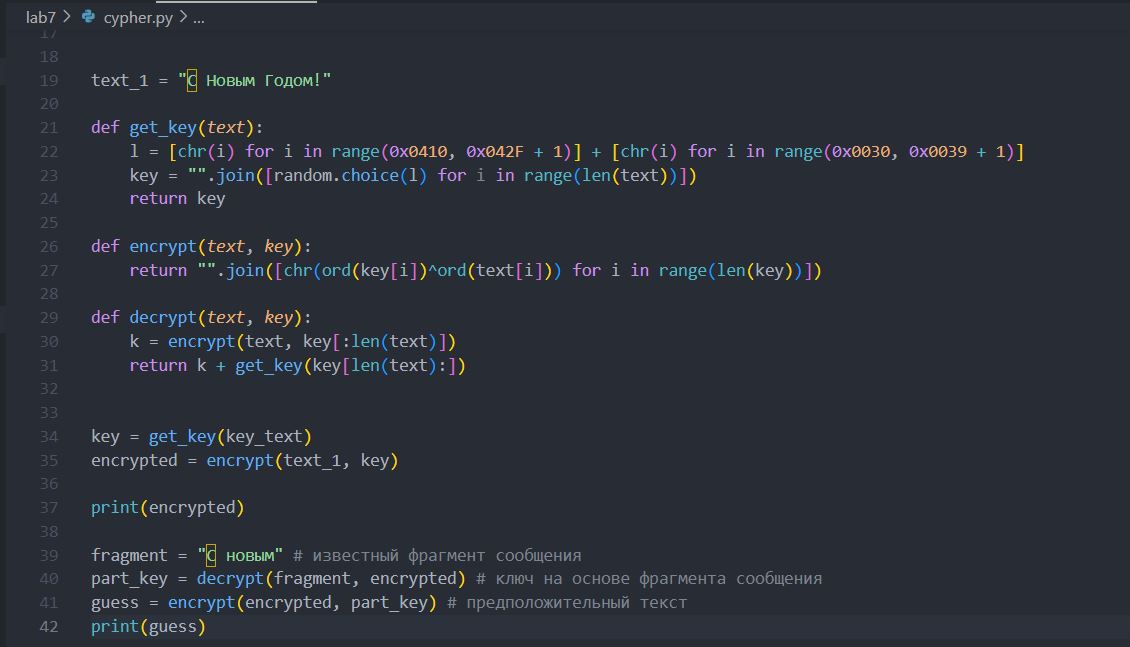 lab7 > cypher.py > ...
17
18
19 text_1 = "С Новым Годом!"
20
21 def get_key(text):
22     l = [chr(i) for i in range(0x0410, 0x042F + 1)] + [chr(i) for i in range(0x0030, 0x0039 + 1)]
23     key = "".join([random.choice(l) for i in range(len(text))])
24     return key
25
26 def encrypt(text, key):
27     return "".join([chr(ord(key[i])^ord(text[i])) for i in range(len(key))])
28
29 def decrypt(text, key):
30     k = encrypt(text, key[:len(text)])
31     return k + get_key(key[len(text):])
32
33
34 key = get_key(key_text)
35 encrypted = encrypt(text_1, key)
36
37 print(encrypted)
38
39 fragment = "С новым" # известный фрагмент сообщения
40 part_key = decrypt(fragment, encrypted) # ключ на основе фрагмента сообщения
41 guess = encrypt(encrypted, part_key) # предположительный текст
42 print(guess)